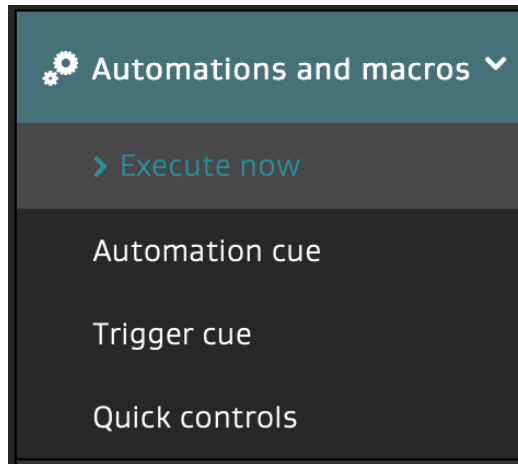 Automations and macros
Execute now
Automation cue
Trigger cue
Quick controls